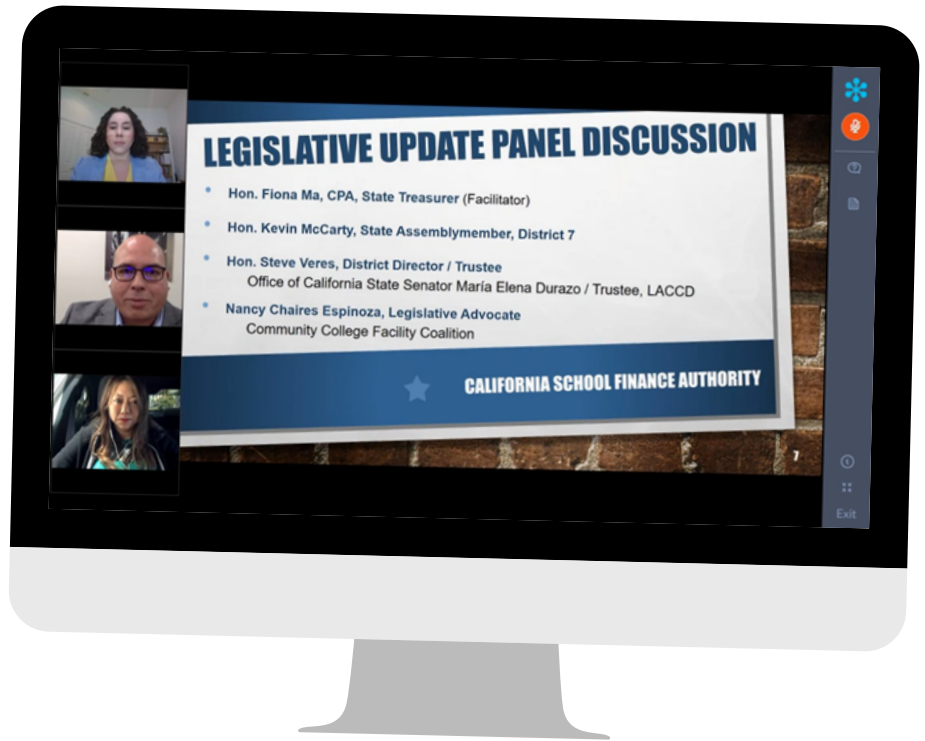 LEGISLATIVE UPDATE PANEL DISCUSSION
Hon. Fiona Ma, CPA, State Treasurer (Facilitator)
Hon. Kevin McCarty, State Assemblymember, District 7
Hon. Steve Veres, District Director / Trustee
Office of California State Senator María Elena Durazo / Trustee, LACCD
Nancy Chaires Espinoza, Legislative Advocate
Community College Facility Coalition
CALIFORNIA SCHOOL FINANCE AUTHORITY
7
Exit